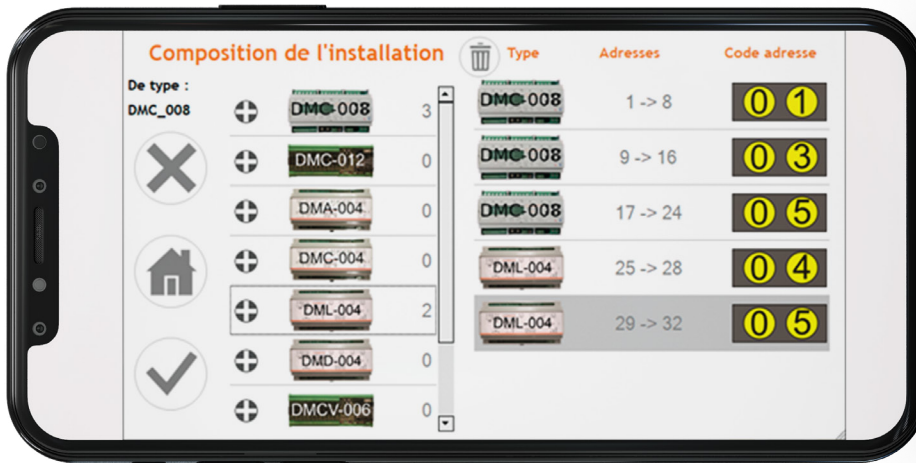 Composition de l'installation
De type :
DMC_008
DMC-008 3
DMC-012 0
DMA-004 0
DMC-004 0
DML-004 2
DMD-004 0
DMCV-006 0
Type Adresses Code adresse
DMC-008 1 -> 8 0 1
DMC-008 9 -> 16 0 3
DMC-008 17 -> 24 0 5
DML-004 25 -> 28 0 4
DML-004 29 -> 32 0 5